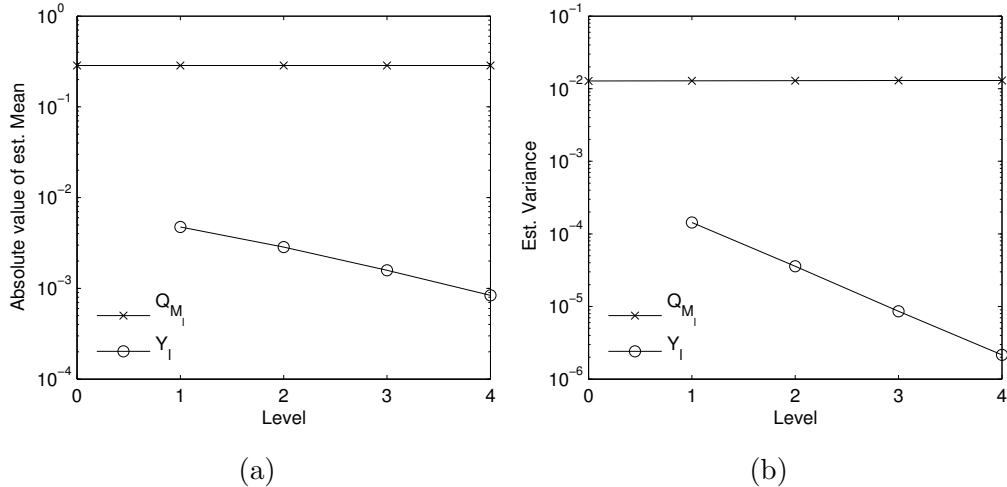 10^0
10^-1
10^-2
10^-3
10^-4
Absolute value of est. Mean
Q_{M_l}
Y_l
0 1 2 3 4
Level
(a)
10^-1
10^-2
10^-3
10^-4
10^-5
10^-6
Est. Variance
Q_{M_l}
Y_l
0 1 2 3 4
Level
(b)